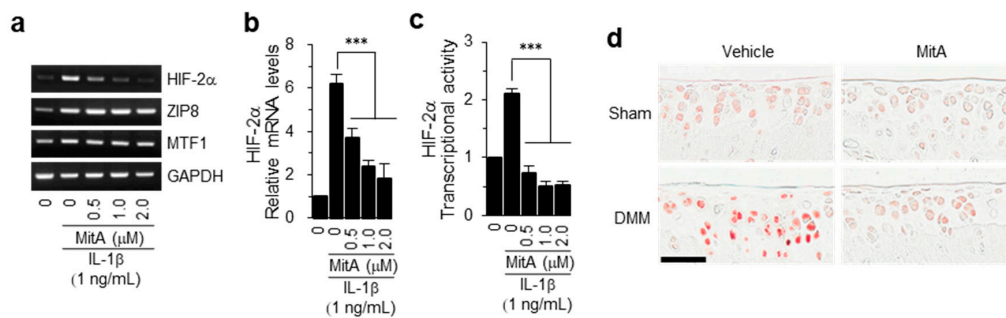 a
HIF-2α
ZIP8
MTF1
GAPDH
0 0 0.5 1.0 2.0
MitA (μM)
IL-1β
(1 ng/mL)
b
***
HIF-2α
Relative mRNA levels
8
6
4
2
0
0 0 0.5 1.0 2.0
MitA (μM)
IL-1β
(1 ng/mL)
c
***
HIF-2α
Transcriptional activity
3
2
1
0
0 0 0.5 1.0 2.0
MitA (μM)
IL-1β
(1 ng/mL)
d
Vehicle MitA
Sham
DMM